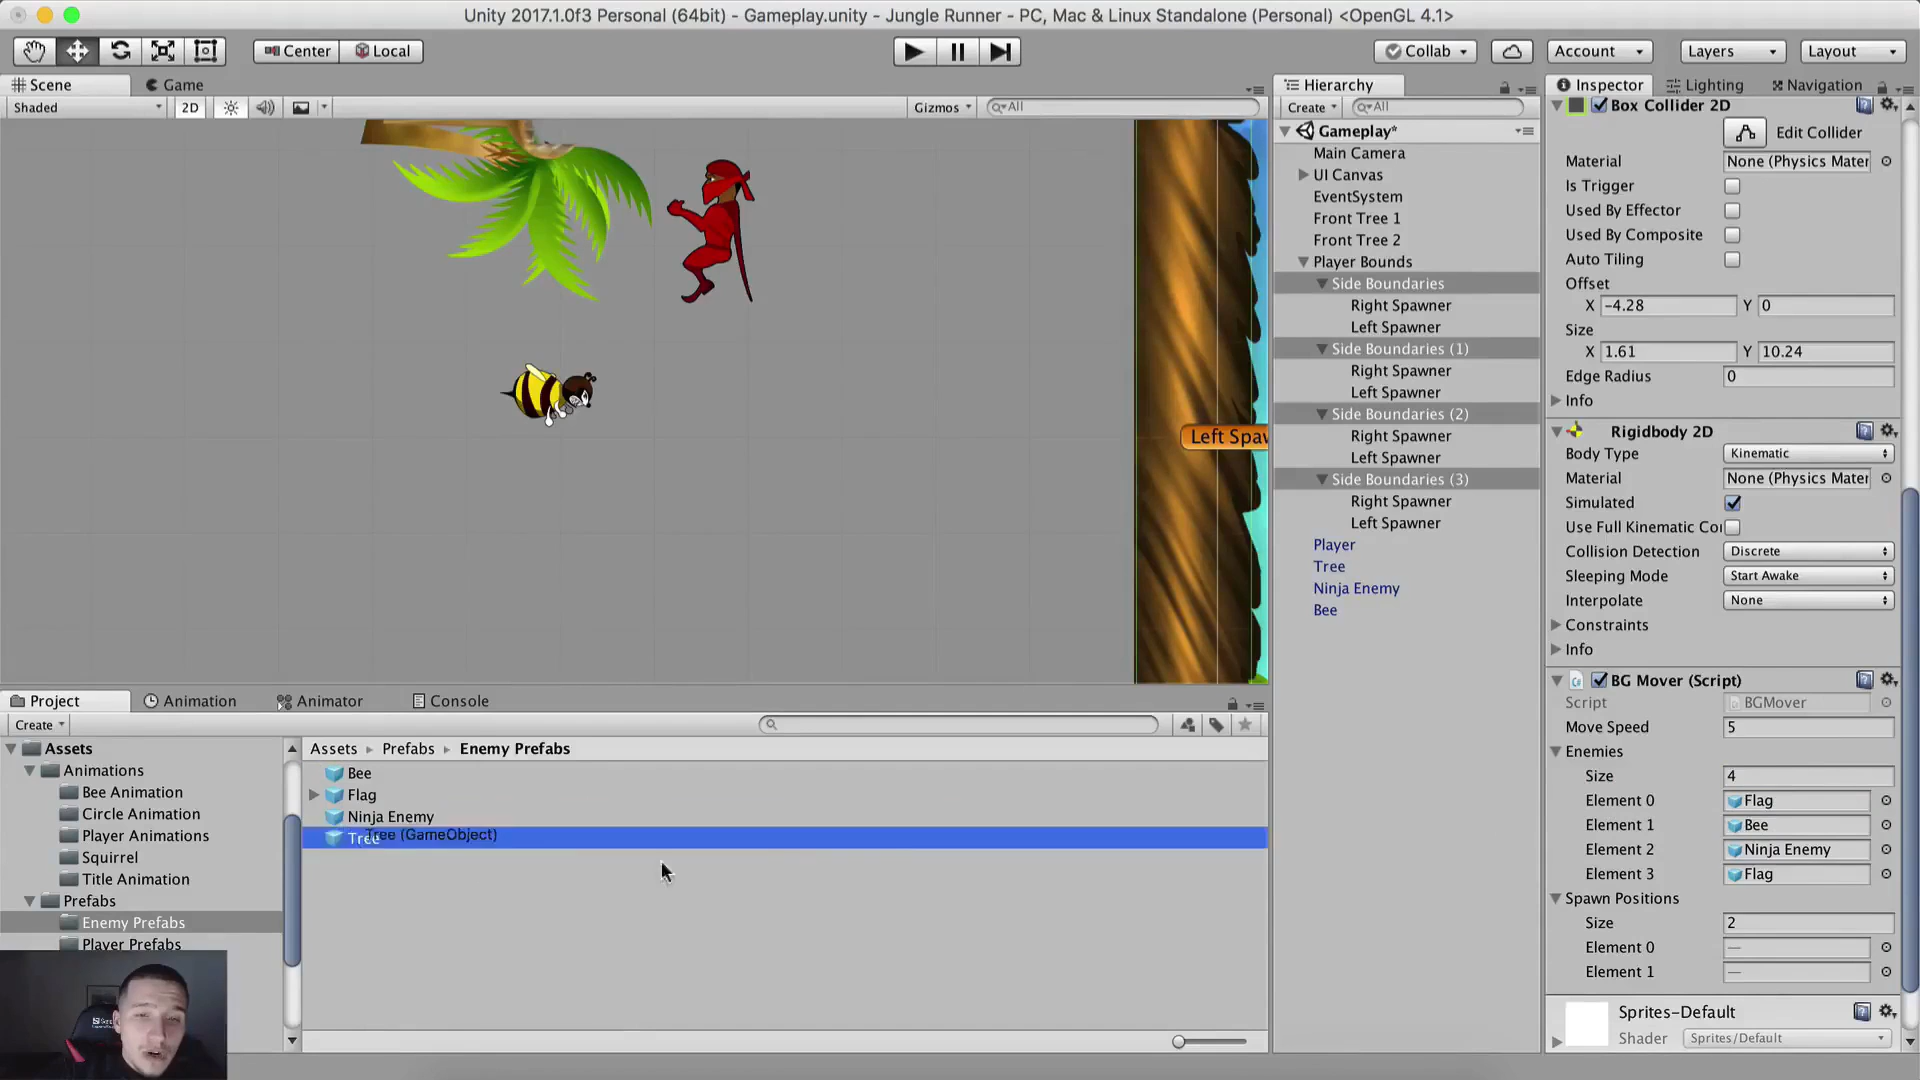 Unity 2017.1.0f3 Personal (64bit) - Gameplay.unity - Jungle Runner - PC, Mac & Linux Standalone (Personal) <OpenGL 4.1>
Center
Local
Collab
Account
Layers
Layout
Scene
Game
Shaded
2D
Gizmos
All
Left Spaw
Hierarchy
Create
All
Gameplay*
Main Camera
UI Canvas
EventSystem
Front Tree 1
Front Tree 2
Player Bounds
Side Boundaries
Right Spawner
Left Spawner
Side Boundaries (1)
Right Spawner
Left Spawner
Side Boundaries (2)
Right Spawner
Left Spawner
Side Boundaries (3)
Right Spawner
Left Spawner
Player
Tree
Ninja Enemy
Bee
Inspector
Lighting
Navigation
Box Collider 2D
Edit Collider
Material None (Physics Mater
Is Trigger
Used By Effector
Used By Composite
Auto Tiling
Offset
X -4.28 Y 0
Size
X 1.61 Y 10.24
Edge Radius 0
Info
Rigidbody 2D
Body Type Kinematic
Material None (Physics Mater
Simulated
Use Full Kinematic Co
Collision Detection Discrete
Sleeping Mode Start Awake
Interpolate None
Constraints
Info
BG Mover (Script)
Script BGMover
Move Speed 5
Enemies
Size 4
Element 0 Flag
Element 1 Bee
Element 2 Ninja Enemy
Element 3 Flag
Spawn Positions
Size 2
Element 0 —
Element 1 —
Sprites-Default
Shader Sprites/Default
Project
Animation
Animator
Console
Create
Assets
Animations
Bee Animation
Circle Animation
Player Animations
Squirrel
Title Animation
Prefabs
Enemy Prefabs
Player Prefabs
Assets Prefabs Enemy Prefabs
Bee
Flag
Ninja Enemy
Tree
Tree (GameObject)